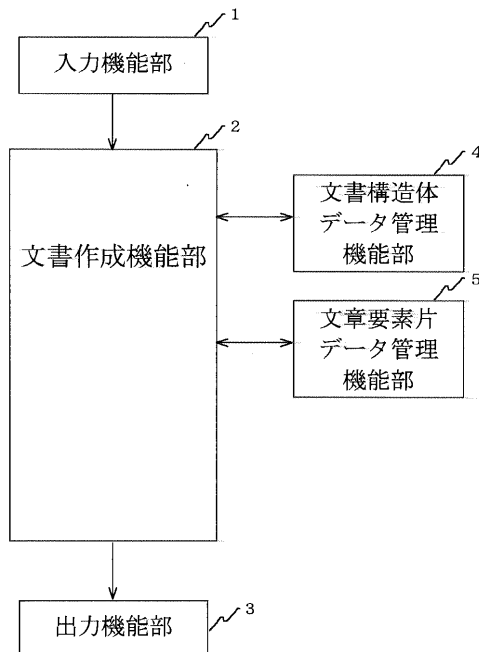 1
入力機能部
2
文書作成機能部
4
文書構造体
データ管理
機能部
5
文章要素片
データ管理
機能部
3
出力機能部